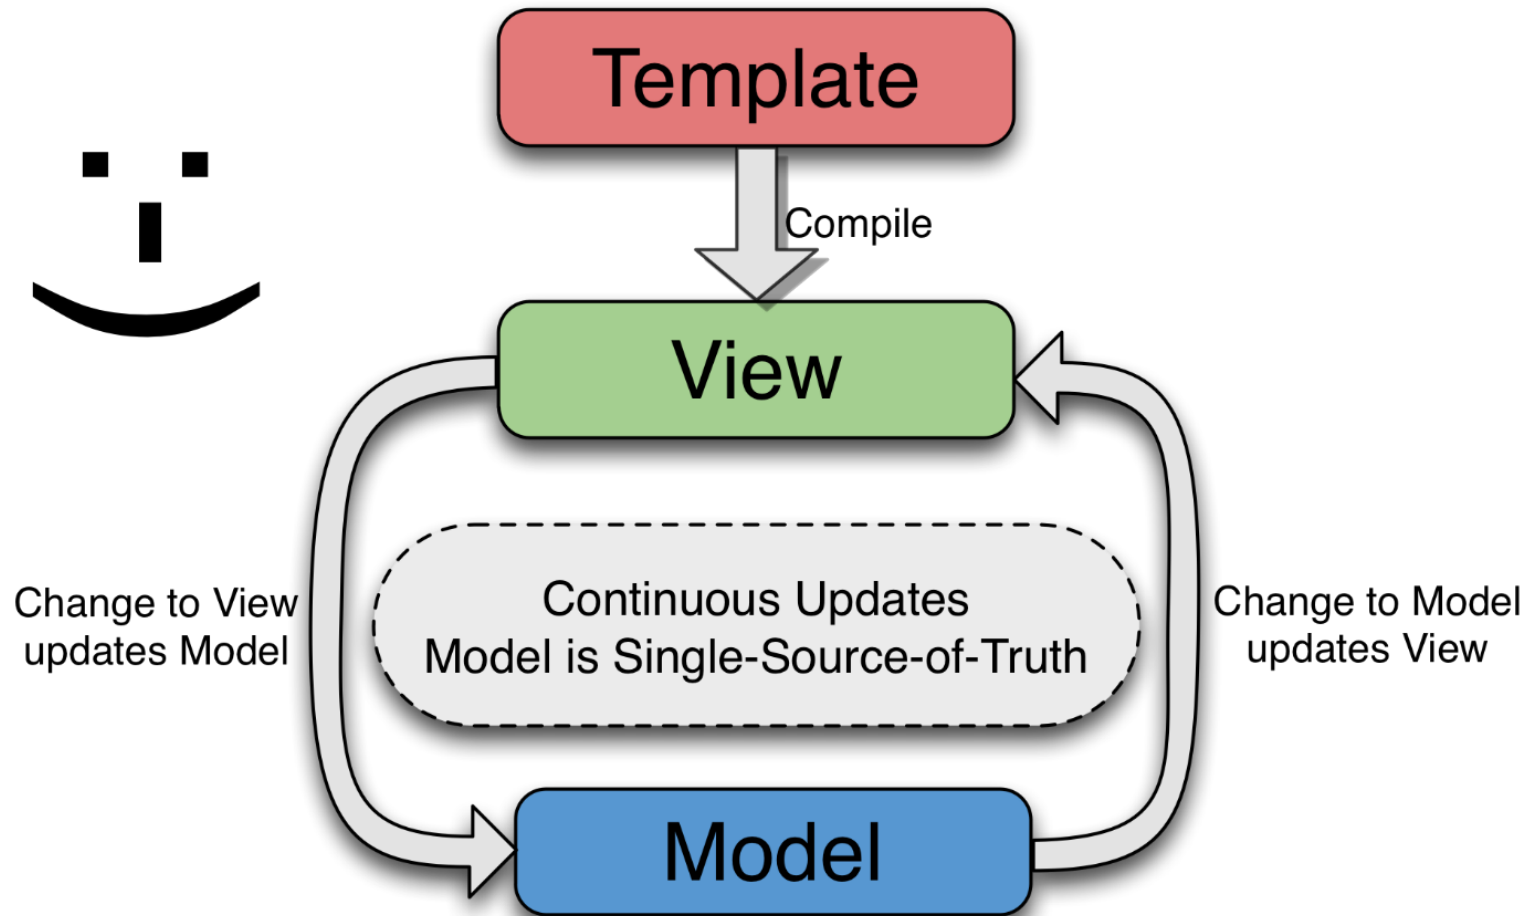 Template
Compile
View
Change to View
updates Model
Continuous Updates
Model is Single-Source-of-Truth
Change to Model
updates View
Model